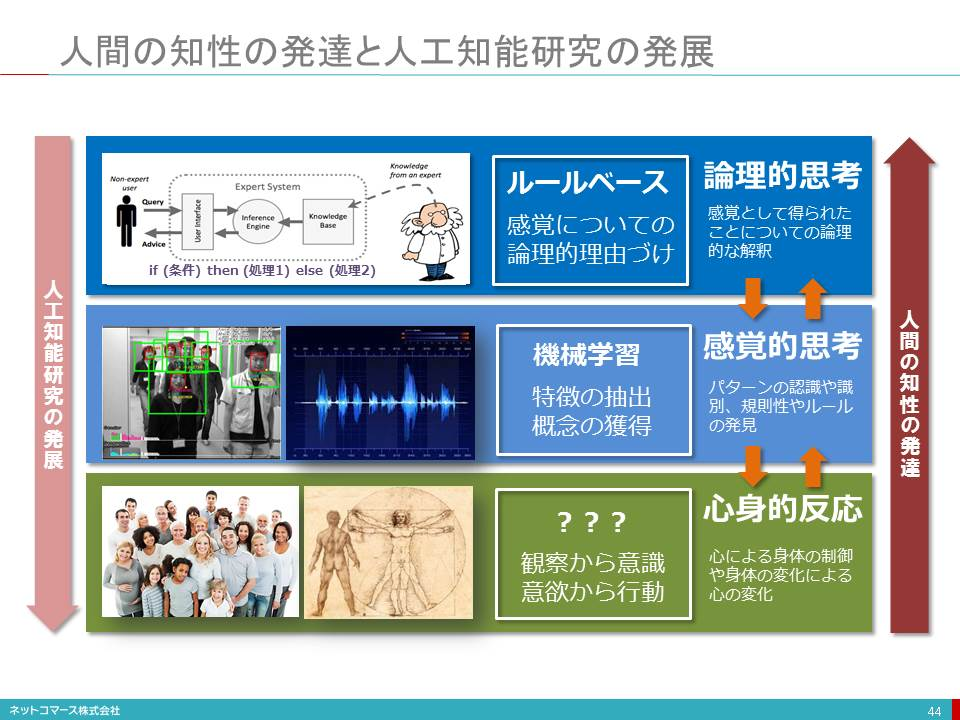 人間の知性の発達と人工知能研究の発展
人工知能研究の発展
Non-expert
user
Query
Advice
Expert System
User Interface
Inference
Engine
Knowledge
Base
Knowledge
from an expert
if (条件) then (処理1) else (処理2)
ルールベース
感覚についての
論理的理由づけ
論理的思考
感覚として得られた
ことについての論理
的な解釈
機械学習
特徴の抽出
概念の獲得
感覚的思考
パターンの認識や識
別、規則性やルール
の発見
？？？
観察から意識
意欲から行動
心身的反応
心による身体の制御
や身体の変化による
心の変化
人間の知性の発達
ネットコマース株式会社
44